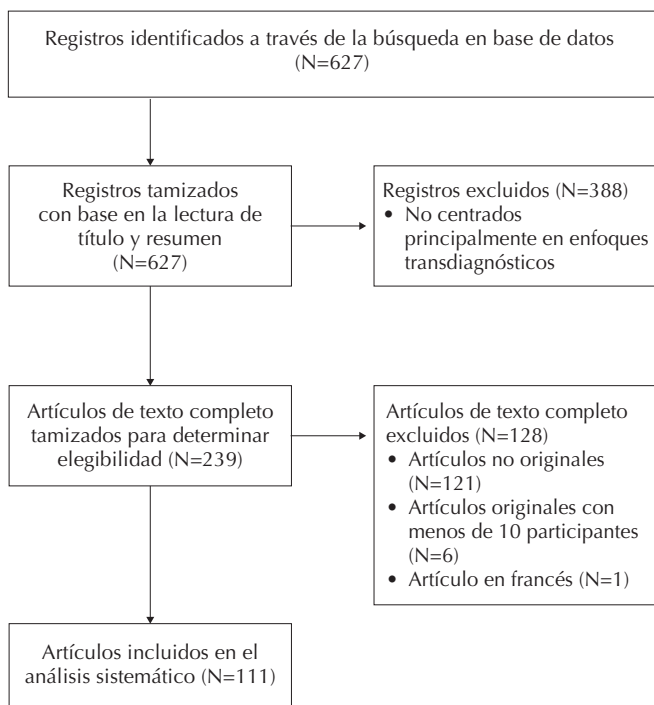 Registros identificados a través de la búsqueda en base de datos
(N=627)
Registros tamizados
con base en la lectura de
título y resumen
(N=627)
Registros excluidos (N=388)
• No centrados
principalmente en enfoques
transdiagnósticos
Artículos de texto completo
tamizados para determinar
elegibilidad (N=239)
Artículos de texto completo
excluidos (N=128)
• Artículos no originales
(N=121)
• Artículos originales con
menos de 10 participantes
(N=6)
• Artículo en francés (N=1)
Artículos incluidos en el
análisis sistemático (N=111)